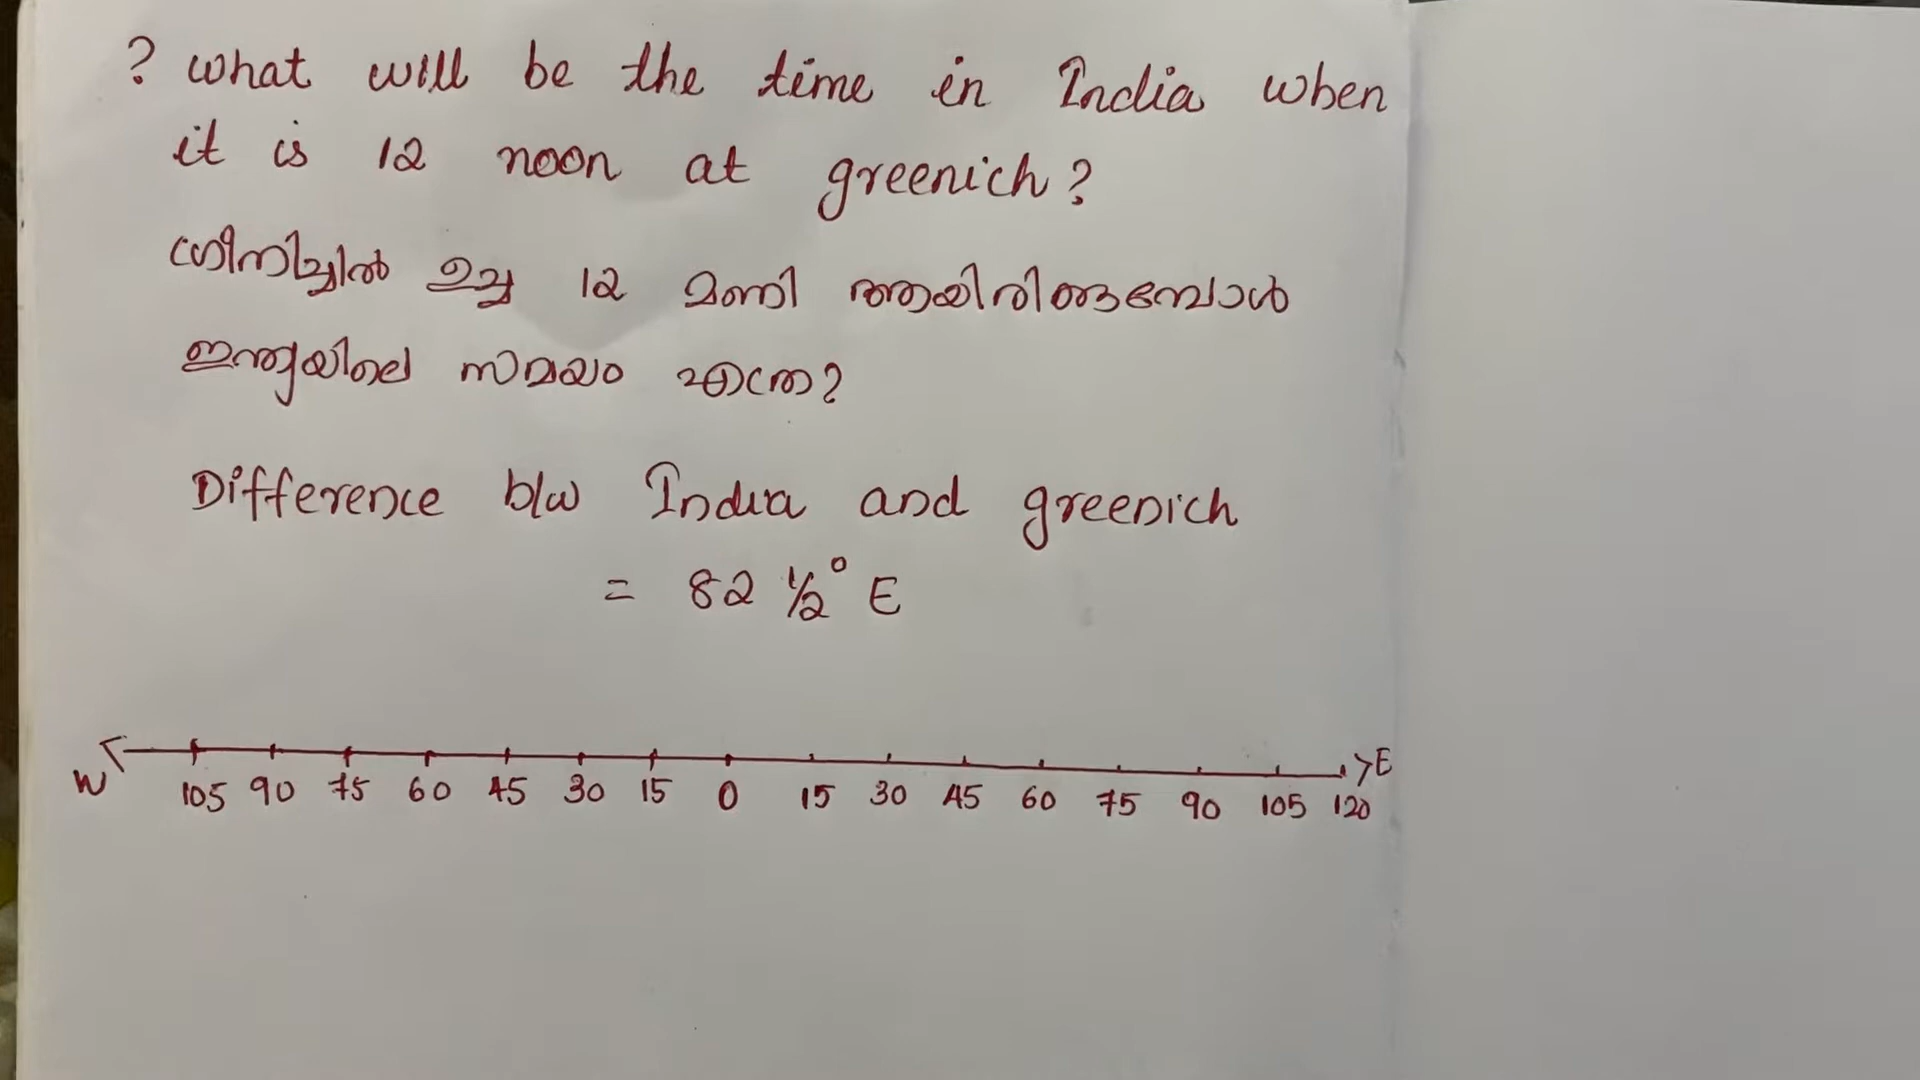 ? what will be the time in India when
it is 12 noon at greenich?
ഗ്രീനിച്ചിൽ ഉച്ച 12 മണി ആയിരിക്കുമ്പോൾ
ഇന്ത്യയിലെ സമയം എത്ര?
Difference b/w India and greenich
= 82 1/2° E
W 105 90 75 60 45 30 15 0 15 30 45 60 75 90 105 120 E